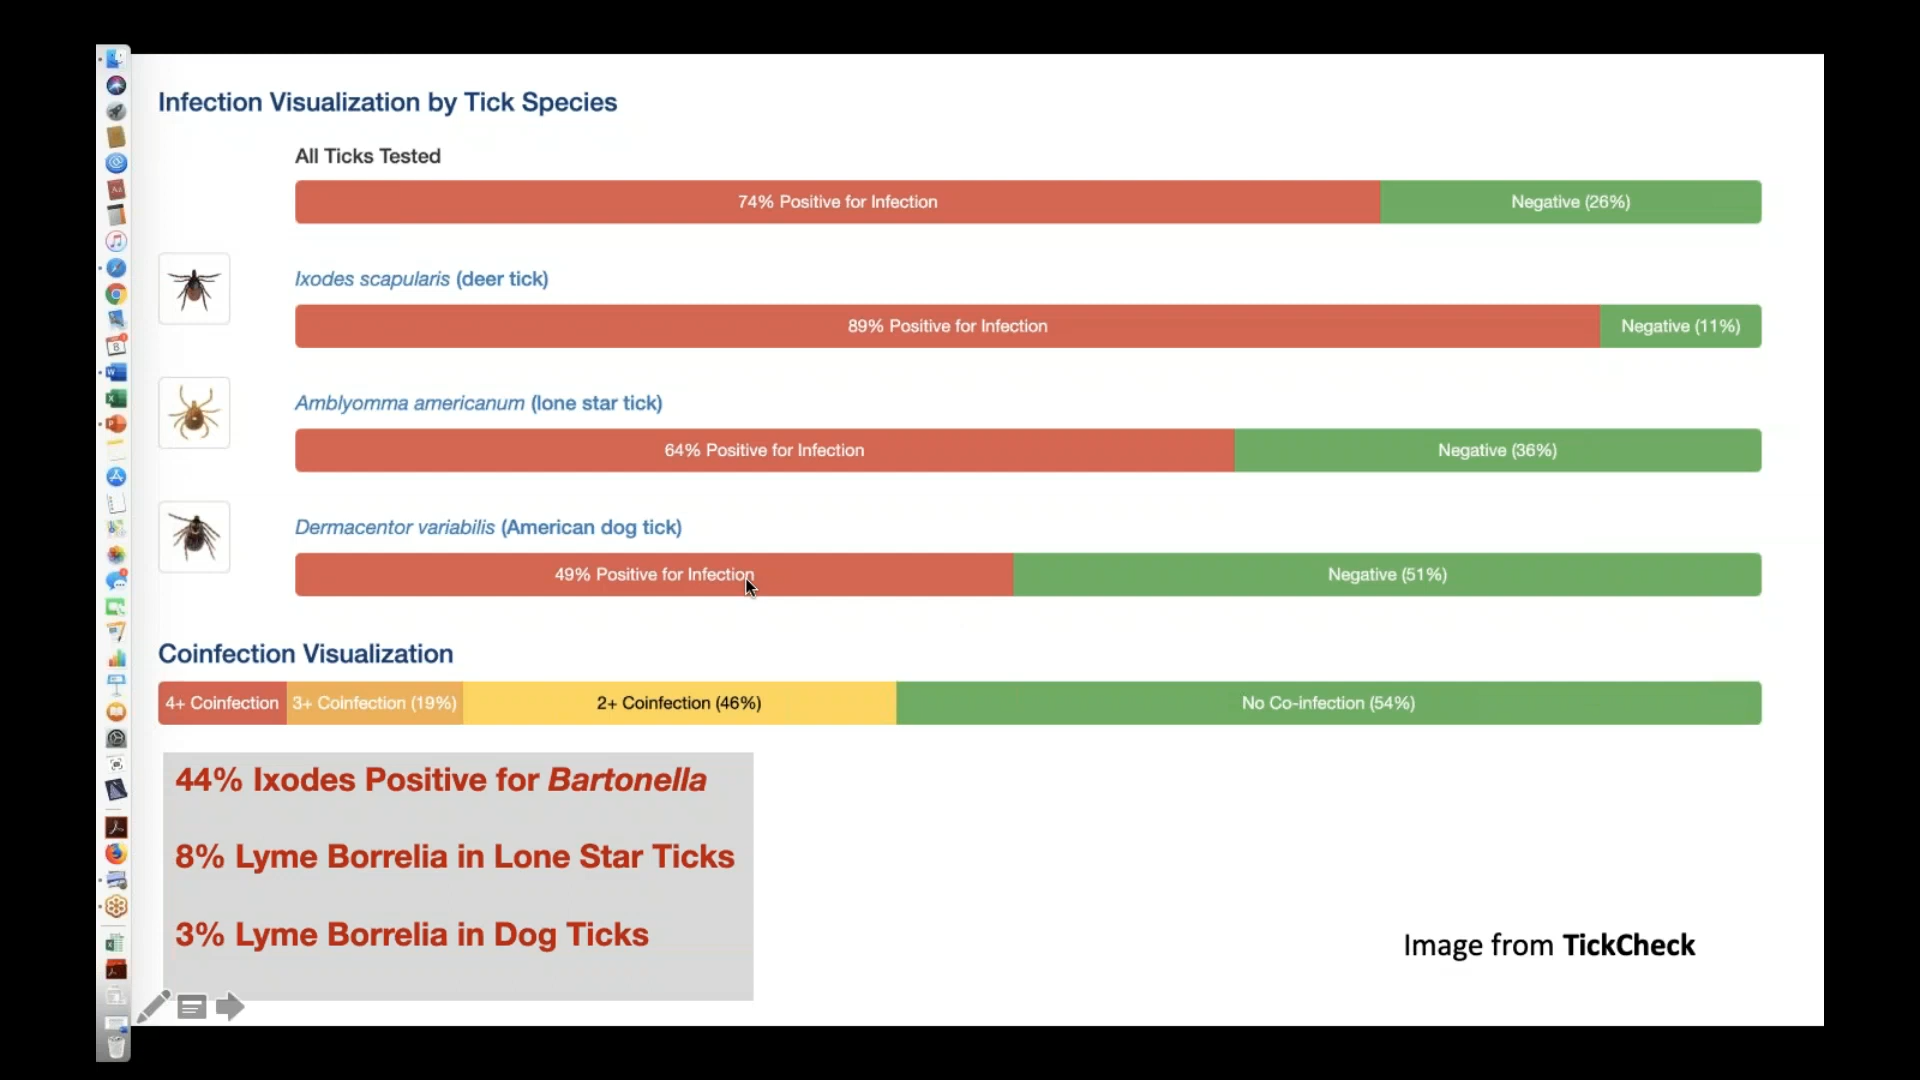 Infection Visualization by Tick Species
All Ticks Tested
74% Positive for Infection
Negative (26%)
Ixodes scapularis (deer tick)
89% Positive for Infection
Negative (11%)
Amblyomma americanum (lone star tick)
64% Positive for Infection
Negative (36%)
Dermacentor variabilis (American dog tick)
49% Positive for Infection
Negative (51%)
Coinfection Visualization
4+ Coinfection
3+ Coinfection (19%)
2+ Coinfection (46%)
No Co-infection (54%)
44% Ixodes Positive for Bartonella
8% Lyme Borrelia in Lone Star Ticks
3% Lyme Borrelia in Dog Ticks
Image from TickCheck